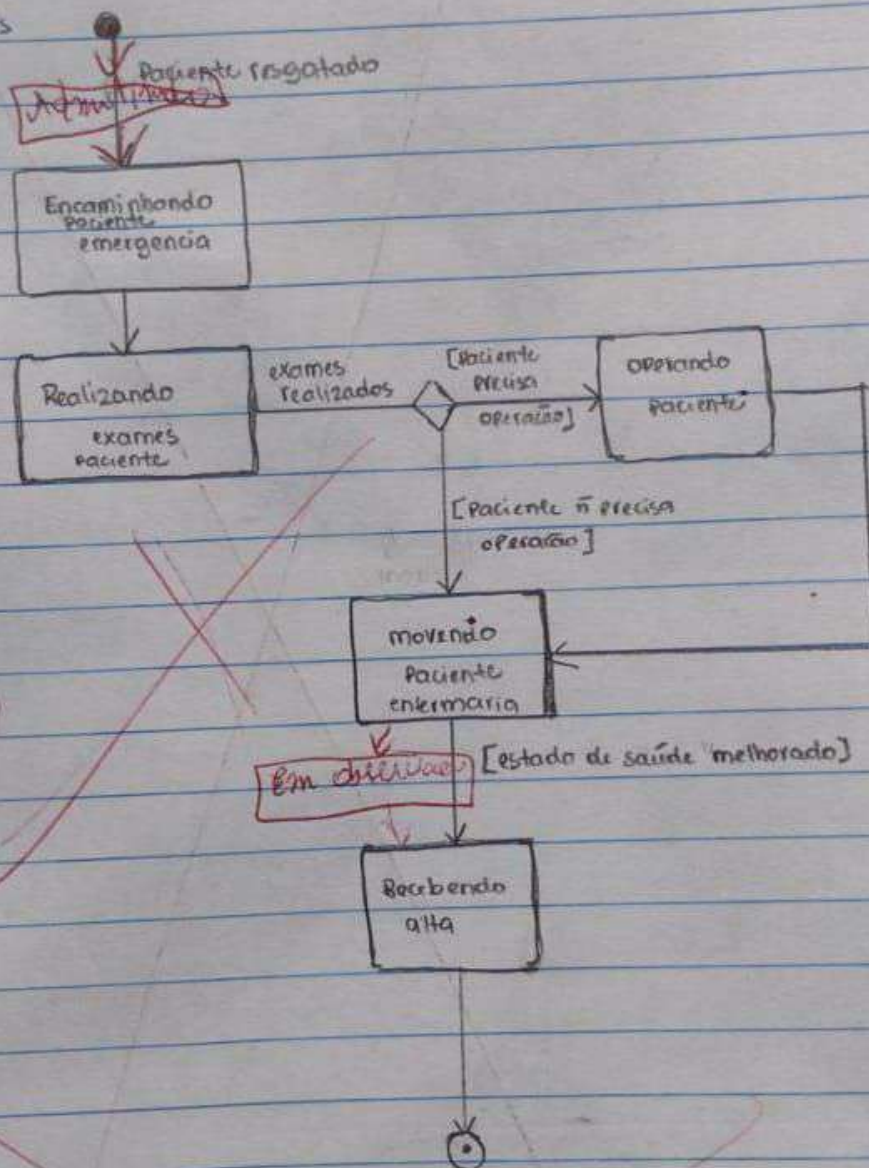 s
Paciente resgatado
Encaminhando
paciente
emergencia
Realizando
exames
paciente
exames
realizados
[Paciente
precisa
operação]
operando
paciente
[Paciente ñ precisa
operação]
movendo
Paciente
enfermaria
Em
[estado de saúde melhorado]
Recebendo
alta